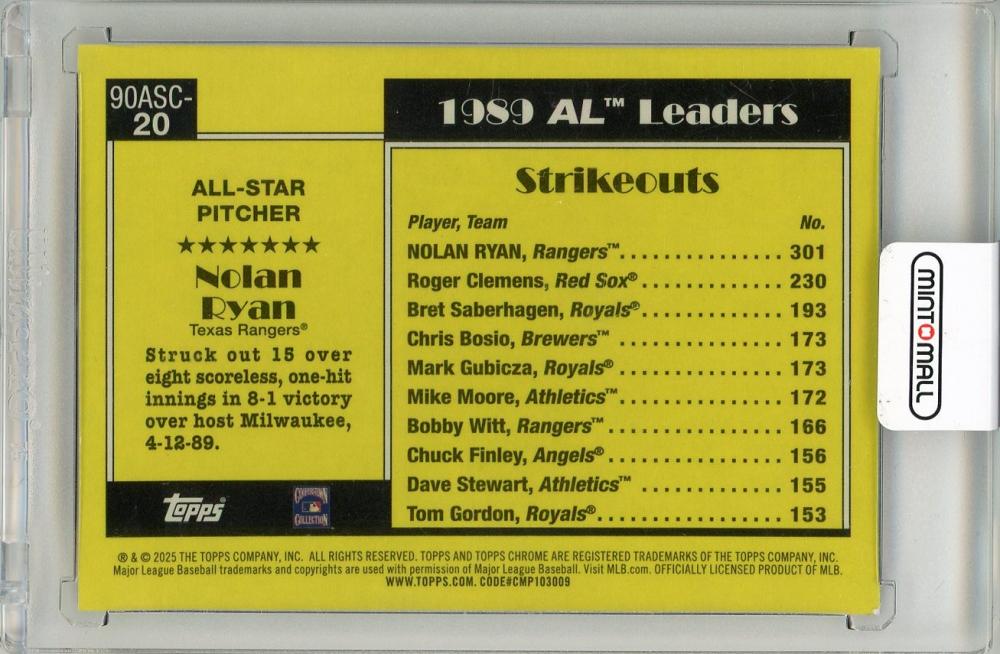 90ASC-
20
1989 AL™ Leaders
ALL-STAR
PITCHER
★★★★★★★
Nolan
Ryan
Texas Rangers®
Struck out 15 over
eight scoreless, one-hit
innings in 8-1 victory
over host Milwaukee,
4-12-89.
Topps®
COOPERSTOWN
COLLECTION
Strikeouts
Player, Team No.
NOLAN RYAN, Rangers™ 301
Roger Clemens, Red Sox® 230
Bret Saberhagen, Royals® 193
Chris Bosio, Brewers™ 173
Mark Gubicza, Royals® 173
Mike Moore, Athletics™ 172
Bobby Witt, Rangers™ 166
Chuck Finley, Angels® 156
Dave Stewart, Athletics™ 155
Tom Gordon, Royals® 153
® & © 2025 THE TOPPS COMPANY, INC. ALL RIGHTS RESERVED. TOPPS AND TOPPS CHROME ARE REGISTERED TRADEMARKS OF THE TOPPS COMPANY, INC.
Major League Baseball trademarks and copyrights are used with permission of Major League Baseball. Visit MLB.com. OFFICIALLY LICENSED PRODUCT OF MLB.
WWW.TOPPS.COM. CODE#CMP103009
MINT MALL